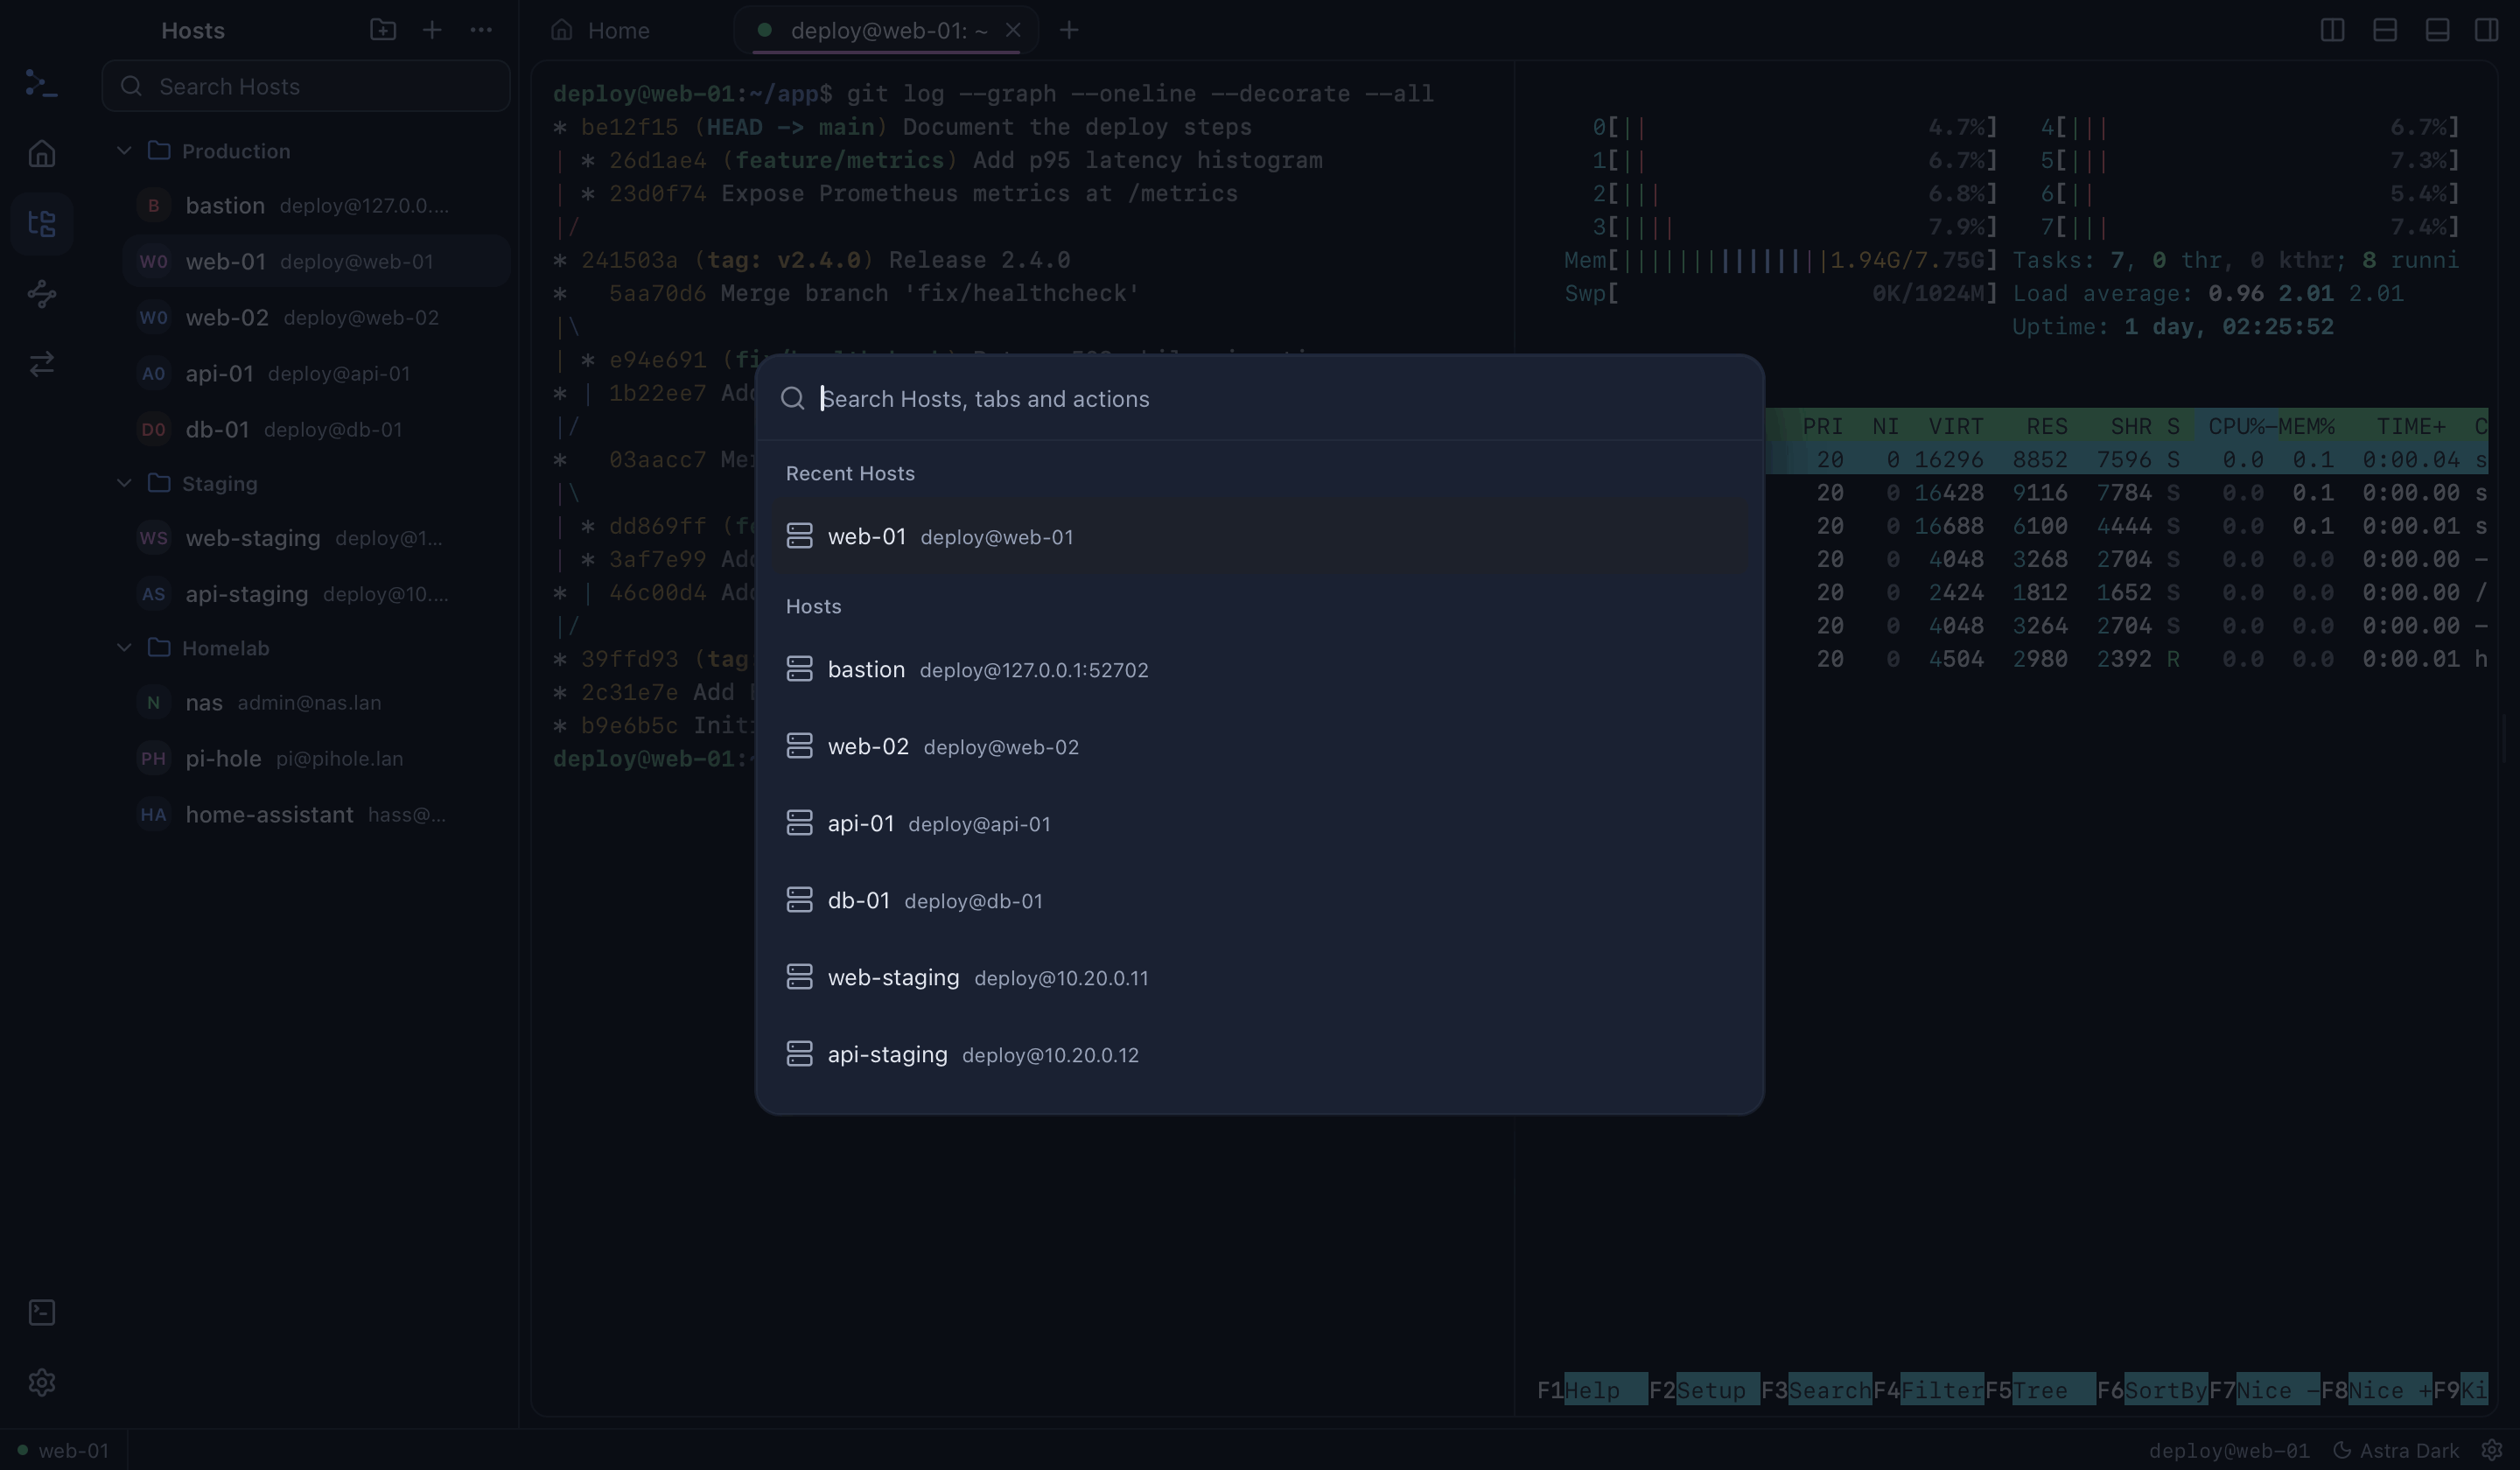 Hosts
Search Hosts
Production
B bastion deploy@127.0.0....
W0 web-01 deploy@web-01
W0 web-02 deploy@web-02
A0 api-01 deploy@api-01
D0 db-01 deploy@db-01
Staging
WS web-staging deploy@1...
AS api-staging deploy@10....
Homelab
N nas admin@nas.lan
PH pi-hole pi@pihole.lan
HA home-assistant hass@...
Home
deploy@web-01: ~
deploy@web-01:~/app$ git log --graph --oneline --decorate --all
* be12f15 (HEAD -> main) Document the deploy steps
| * 26d1ae4 (feature/metrics) Add p95 latency histogram
| * 23d0f74 Expose Prometheus metrics at /metrics
|/
* 241503a (tag: v2.4.0) Release 2.4.0
*   5aa70d6 Merge branch 'fix/healthcheck'
|\
| * e94e691
* | 1b22ee7
|/
*   03aacc7
|\
| * dd869ff
| * 3af7e99
* | 46c00d4
|/
* 39ffd93 (tag
* 2c31e7e Add
* b9e6b5c
deploy@web-01:
0[|| 4.7%] 4[||| 6.7%]
1[|| 6.7%] 5[||| 7.3%]
2[||| 6.8%] 6[|| 5.4%]
3[|||| 7.9%] 7[||| 7.4%]
Mem[|||||||||||||||1.94G/7.75G] Tasks: 7, 0 thr, 0 kthr; 8 runni
Swp[ 0K/1024M] Load average: 0.96 2.01 2.01
Uptime: 1 day, 02:25:52
PRI NI VIRT RES SHR S CPU%-MEM% TIME+ C
20 0 16296 8852 7596 S 0.0 0.1 0:00.04 s
20 0 16428 9116 7784 S 0.0 0.1 0:00.00 s
20 0 16688 6100 4444 S 0.0 0.1 0:00.01 s
20 0 4048 3268 2704 S 0.0 0.0 0:00.00 -
20 0 2424 1812 1652 S 0.0 0.0 0:00.00 /
20 0 4048 3264 2704 S 0.0 0.0 0:00.00 -
20 0 4504 2980 2392 R 0.0 0.0 0:00.01 h
F1Help F2Setup F3SearchF4FilterF5Tree F6SortByF7Nice -F8Nice +F9Ki
Search Hosts, tabs and actions
Recent Hosts
web-01 deploy@web-01
Hosts
bastion deploy@127.0.0.1:52702
web-02 deploy@web-02
api-01 deploy@api-01
db-01 deploy@db-01
web-staging deploy@10.20.0.11
api-staging deploy@10.20.0.12
web-01
deploy@web-01
Astra Dark